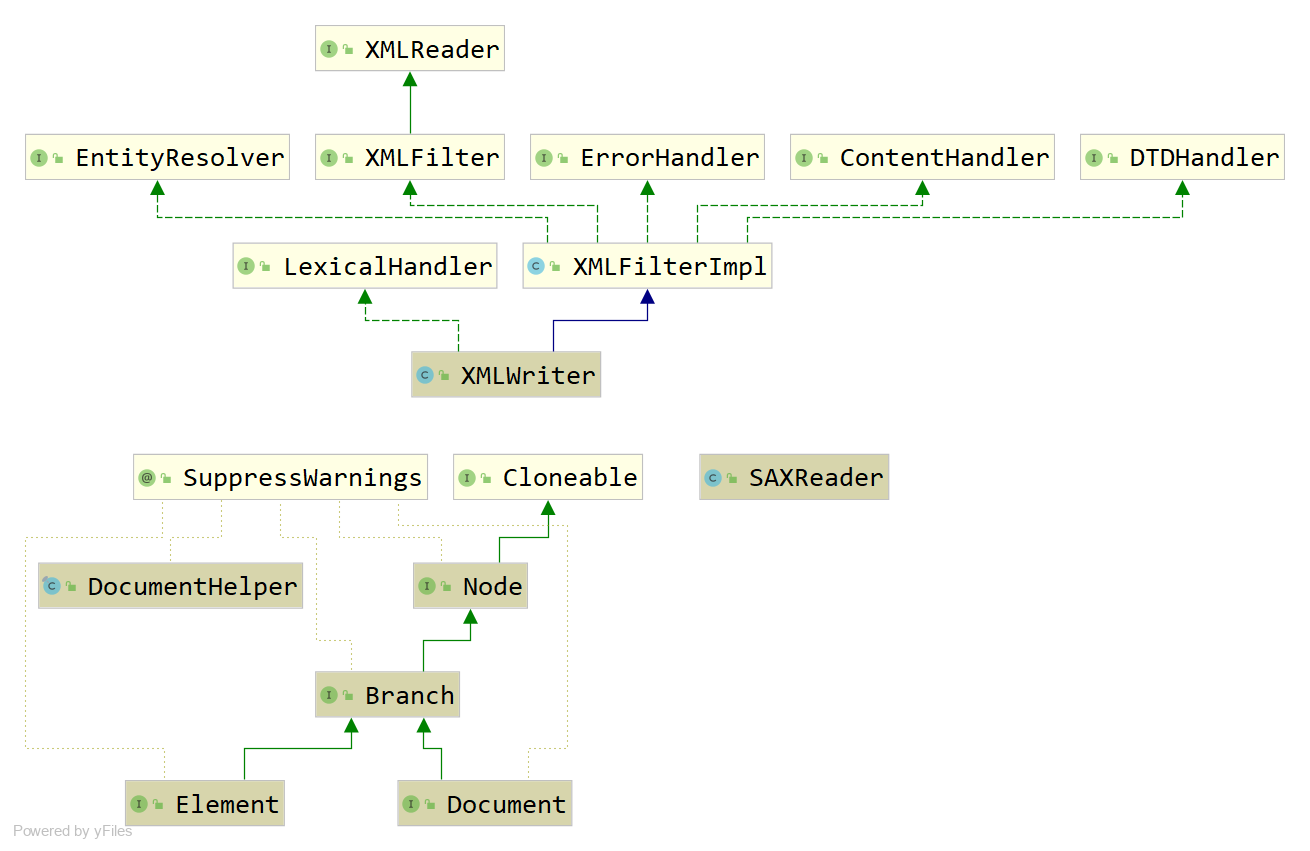 XMLReader
EntityResolver
XMLFilter
ErrorHandler
ContentHandler
DTDHandler
LexicalHandler
XMLFilterImpl
XMLWriter
SuppressWarnings
Cloneable
SAXReader
DocumentHelper
Node
Branch
Element
Document
Powered by yFiles